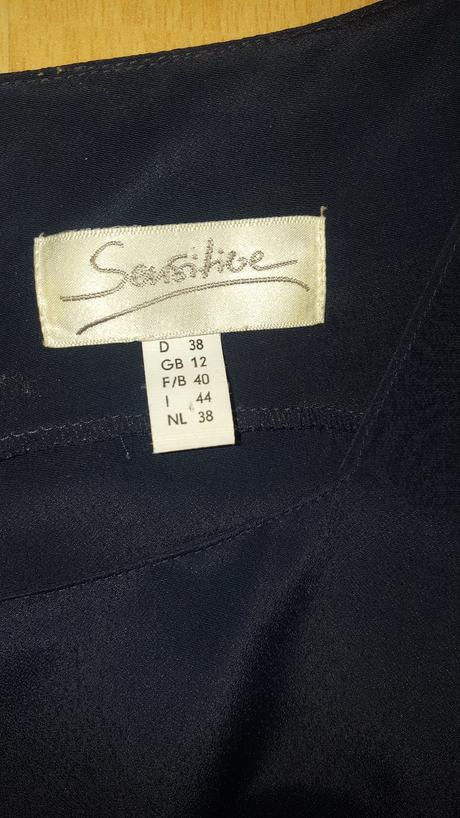 Sensitive
D 38
GB 12
F/B 40
I 44
NL 38